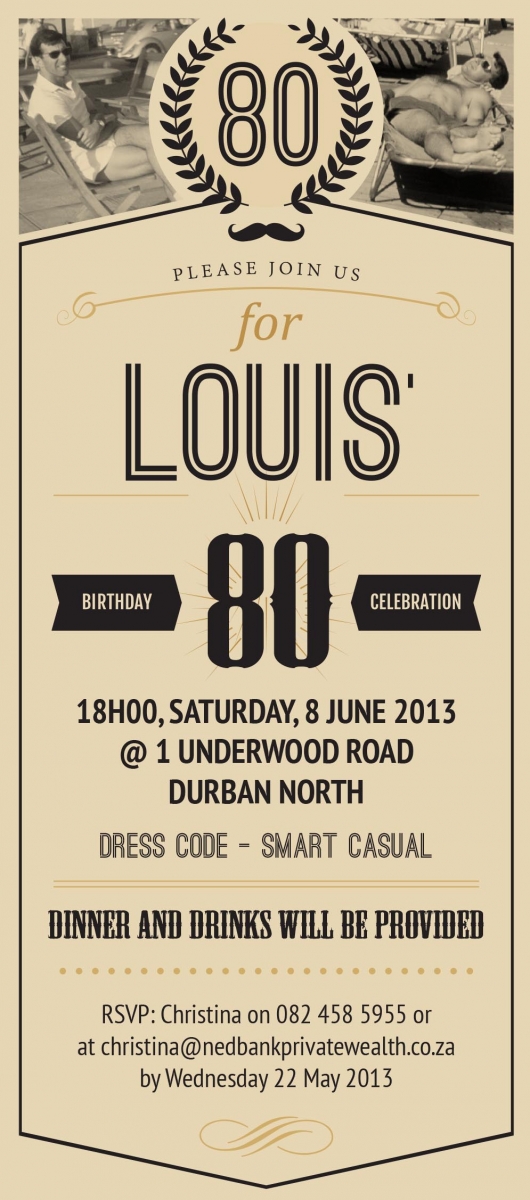 80
PLEASE JOIN US
for
LOUIS'
80
BIRTHDAY
CELEBRATION
18H00, SATURDAY, 8 JUNE 2013
@ 1 UNDERWOOD ROAD
DURBAN NORTH
DRESS CODE - SMART CASUAL
DINNER AND DRINKS WILL BE PROVIDED
RSVP: Christina on 082 458 5955 or
at christina@nedbankprivatewealth.co.za
by Wednesday 22 May 2013